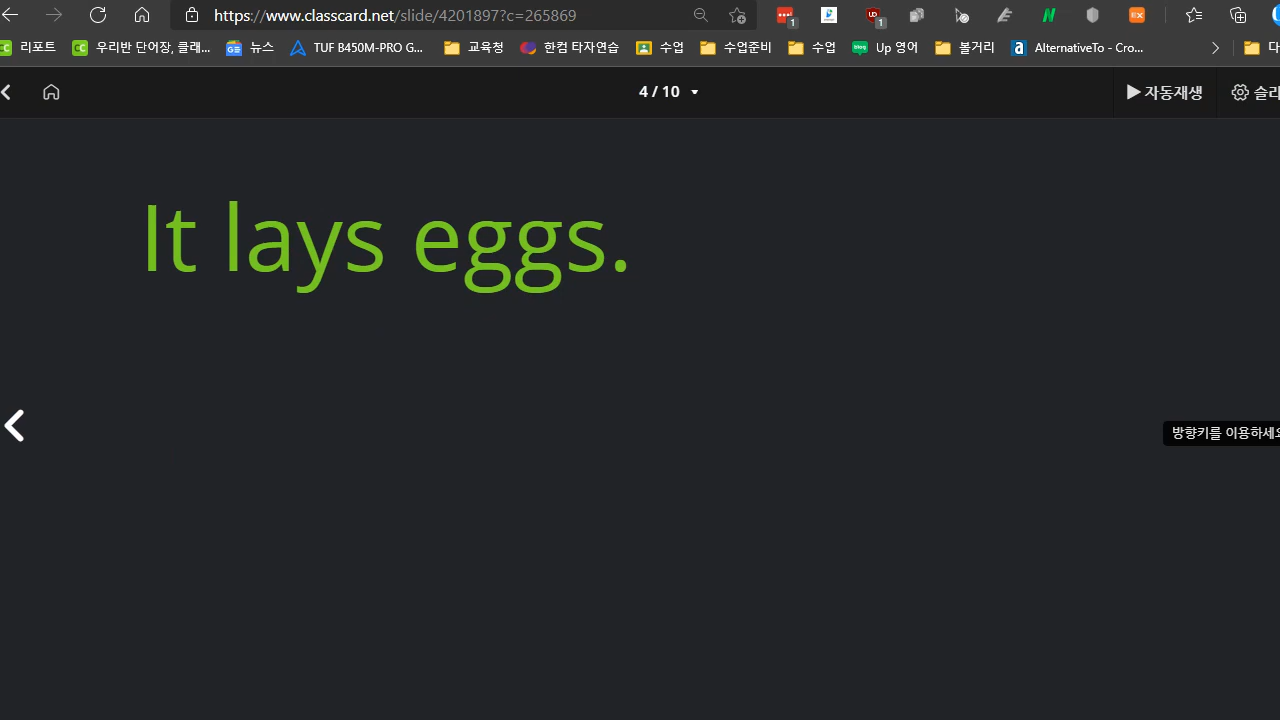 https://www.classcard.net/slide/4201897?c=265869
리포트 우리반 단어장, 클래... 뉴스 TUF B450M-PRO G... 교육청 한컴 타자연습 수업 수업준비 수업 Up 영어 볼거리 AlternativeTo - Cro...
4 / 10 자동재생
It lays eggs.
방향키를 이용하세요